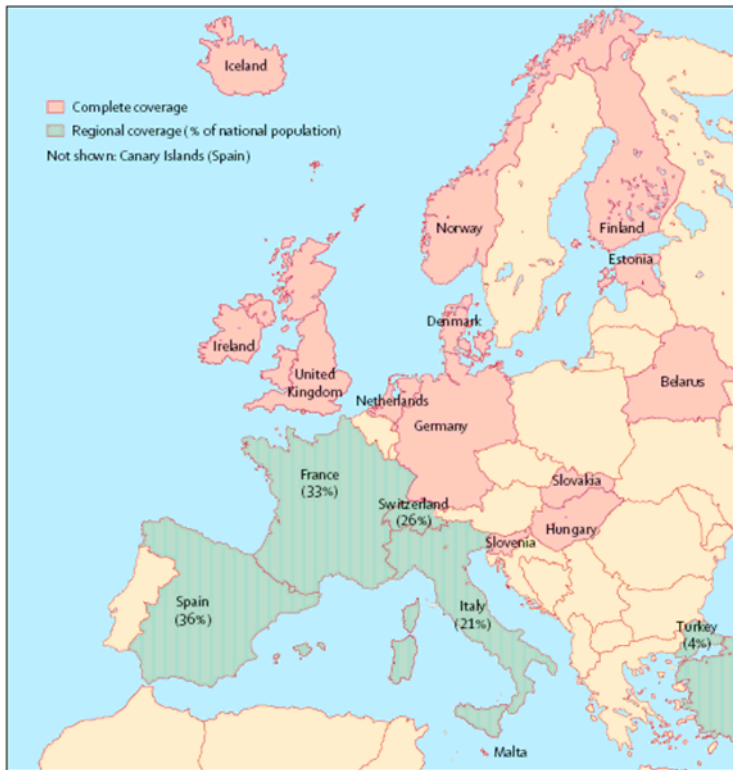 Iceland
Complete coverage
Regional coverage (% of national population)
Not shown: Canary Islands (Spain)
Norway
Finland
Estonia
Denmark
Ireland
United
Kingdom
Belarus
Netherlands
Germany
France
(33%)
Slovakia
Switzerland
(26%)
Hungary
Slovenia
Spain
(36%)
Italy
(21%)
Turkey
(4%)
Malta